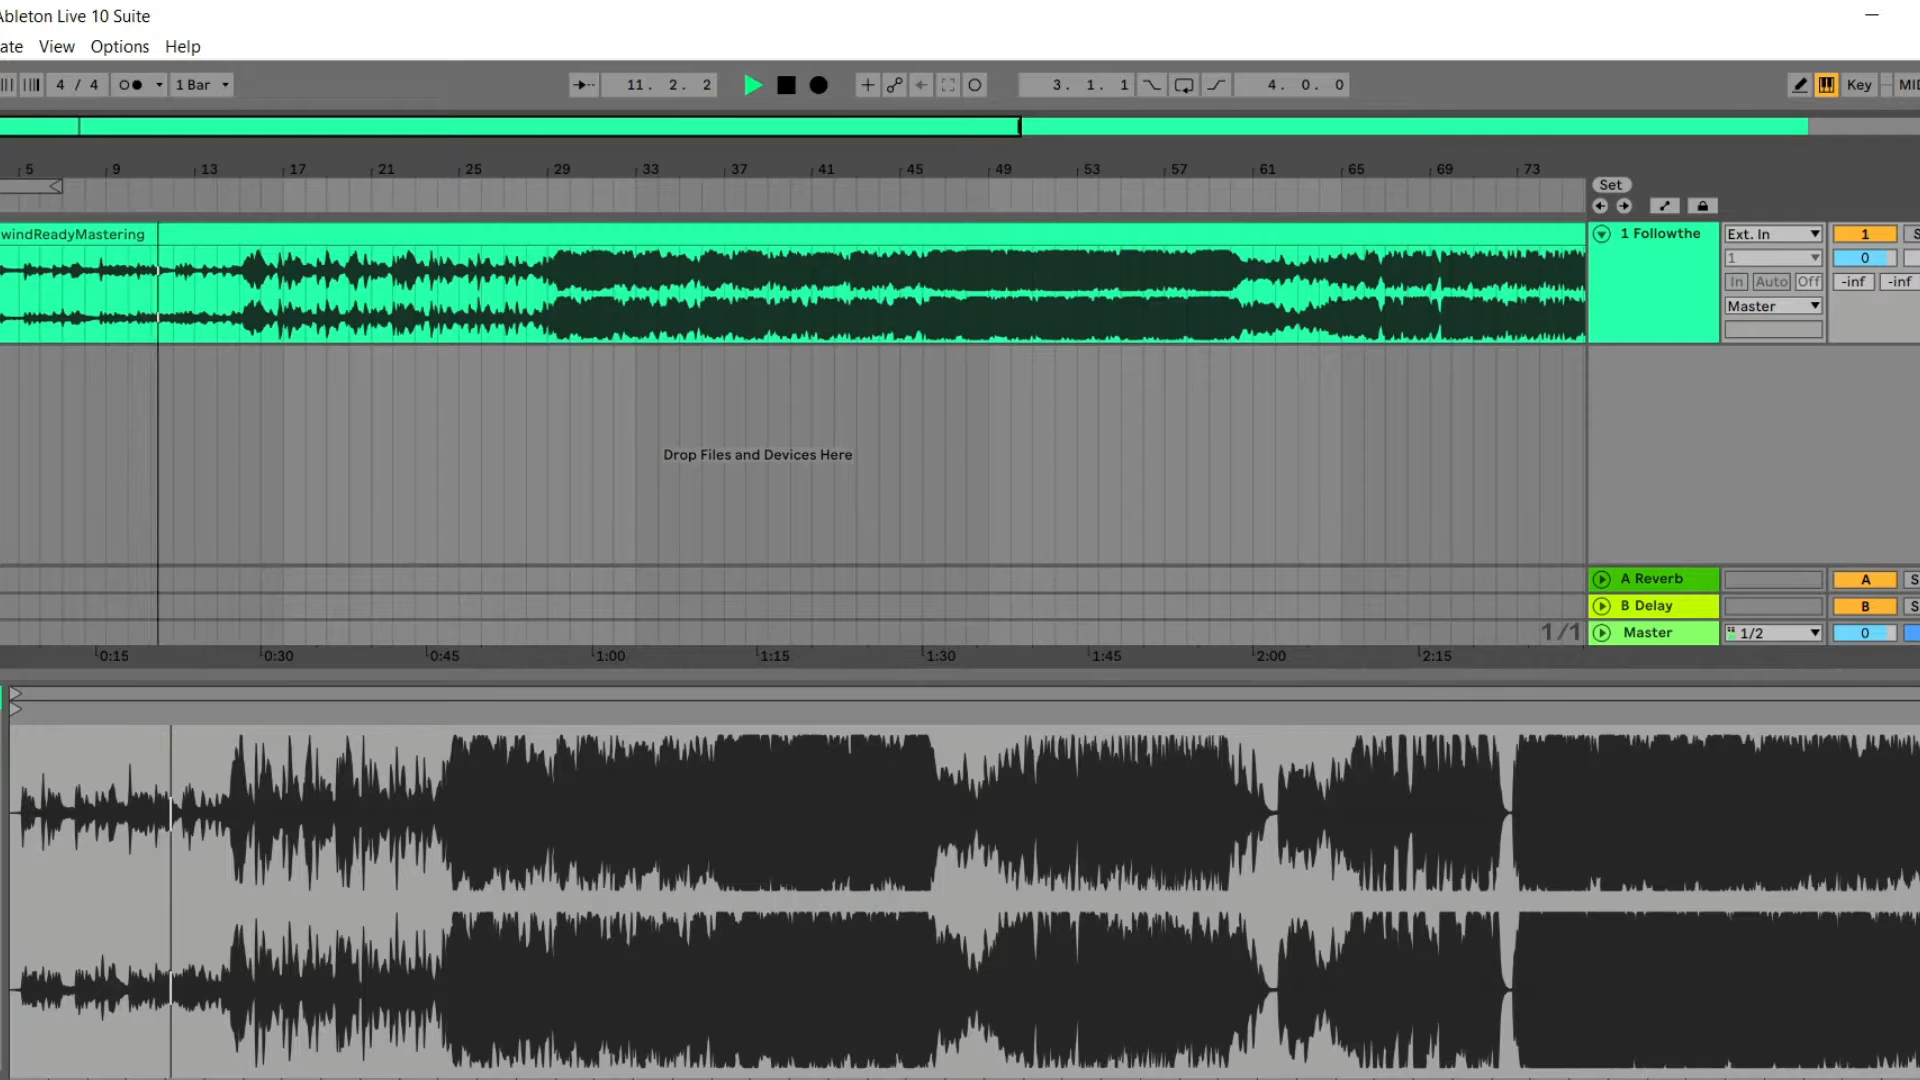 Ableton Live 10 Suite
ate View Options Help
4 / 4 1 Bar 11. 2. 2 3. 1. 1 4. 0. 0 Key MID
5 9 13 17 21 25 29 33 37 41 45 49 53 57 61 65 69 73
Set
windReadyMastering
1 Followthe Ext. In 1 S
1 0
In Auto Off -inf -inf
Master
Drop Files and Devices Here
A Reverb A S
B Delay B S
1/1 Master 1/2 0
0:15 0:30 0:45 1:00 1:15 1:30 1:45 2:00 2:15